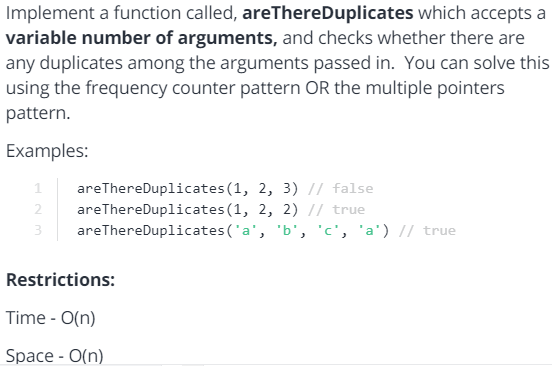 Implement a function called, areThereDuplicates which accepts a
variable number of arguments, and checks whether there are
any duplicates among the arguments passed in.  You can solve this
using the frequency counter pattern OR the multiple pointers
pattern.
Examples:
1 areThereDuplicates(1, 2, 3) // false
2 areThereDuplicates(1, 2, 2) // true
3 areThereDuplicates('a', 'b', 'c', 'a') // true
Restrictions:
Time - O(n)
Space - O(n)